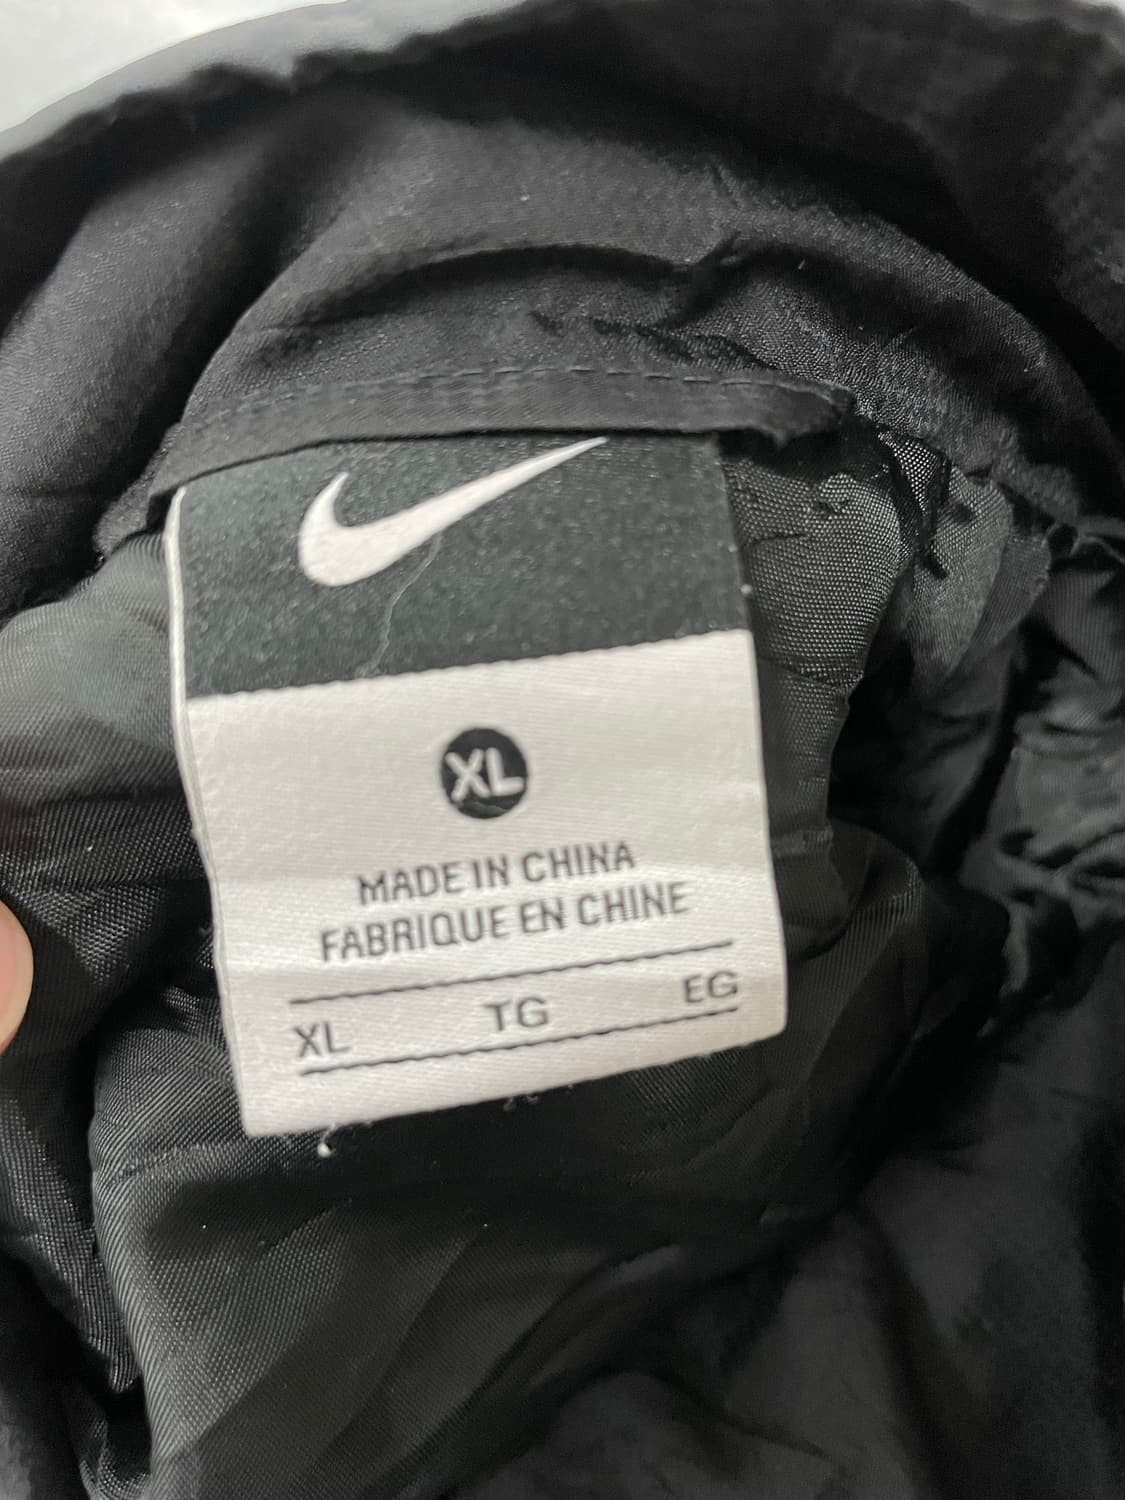 XL
MADE IN CHINA
FABRIQUE EN CHINE
XL TG EG